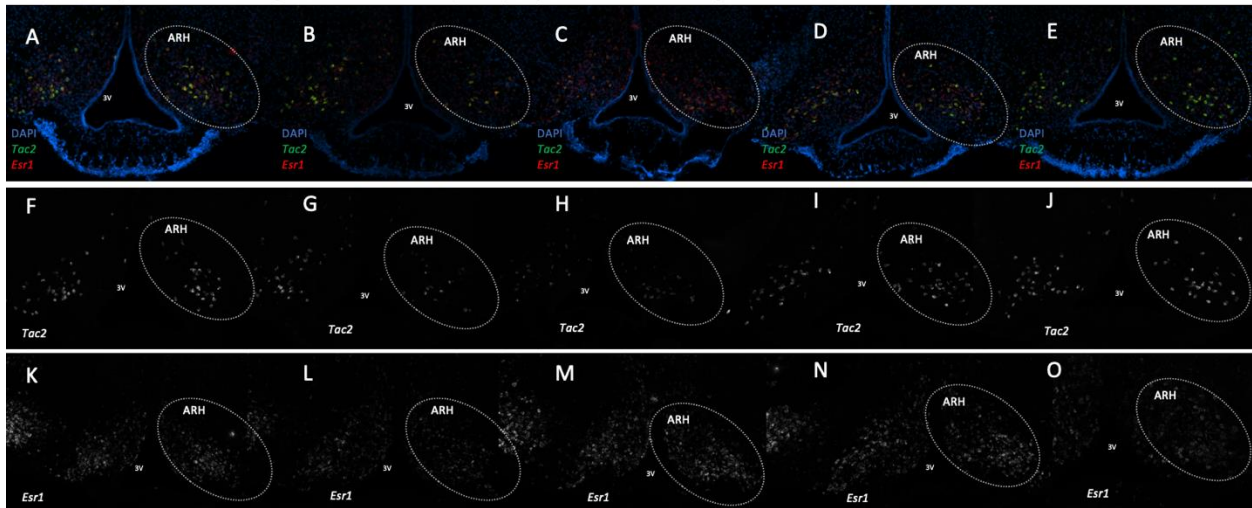 A
ARH
3V
DAPI
Tac2
Esr1
B
ARH
3V
DAPI
Tac2
Esr1
C
ARH
3V
DAPI
Tac2
Esr1
D
ARH
3V
DAPI
Tac2
Esr1
E
ARH
3V
DAPI
Tac2
Esr1
F
ARH
3V
Tac2
G
ARH
3V
Tac2
H
ARH
3V
Tac2
I
ARH
3V
Tac2
J
ARH
3V
Tac2
K
ARH
3V
Esr1
L
ARH
3V
Esr1
M
ARH
3V
Esr1
N
ARH
3V
Esr1
O
ARH
3V
Esr1